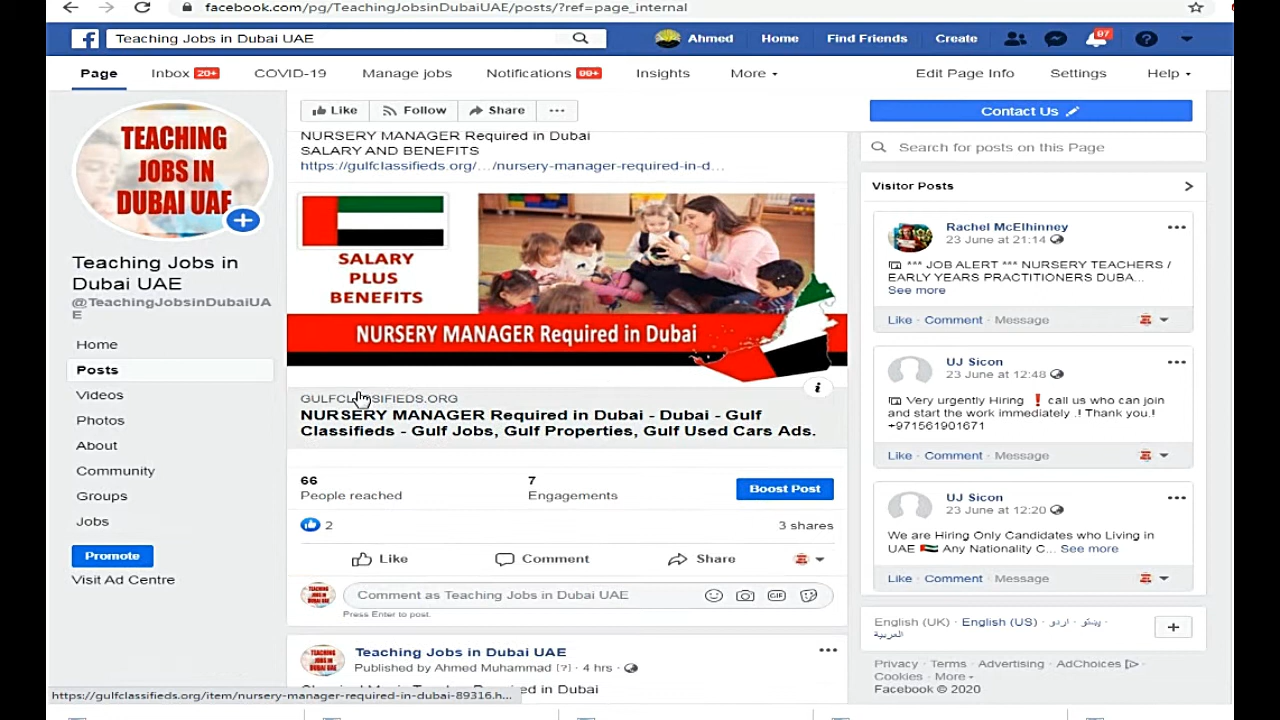 facebook.com/pg/TeachingJobsinDubaiUAE/posts/?ref=page_internal
f Teaching Jobs in Dubai UAE
Ahmed Home Find Friends Create 97
Page Inbox 20+ COVID-19 Manage jobs Notifications 99+ Insights More Edit Page Info Settings Help
TEACHING
JOBS IN
DUBAI UAE
Teaching Jobs in
Dubai UAE
@TeachingJobsinDubaiUA
E
Home
Posts
Videos
Photos
About
Community
Groups
Jobs
Promote
Visit Ad Centre
Like Follow Share ...
Contact Us
NURSERY MANAGER Required in Dubai
SALARY AND BENEFITS
https://gulfclassifieds.org/.../nursery-manager-required-in-d...
SALARY
PLUS
BENEFITS
NURSERY MANAGER Required in Dubai
GULFCLASSIFIEDS.ORG
NURSERY MANAGER Required in Dubai - Dubai - Gulf
Classifieds - Gulf Jobs, Gulf Properties, Gulf Used Cars Ads.
66
People reached
7
Engagements
Boost Post
2
3 shares
Like Comment Share
Comment as Teaching Jobs in Dubai UAE GIF
Press Enter to post.
TEACHING
JOBS IN
DUBAI UAE
Teaching Jobs in Dubai UAE
Published by Ahmed Muhammad [?] · 4 hrs ·
Required in Dubai
https://gulfclassifieds.org/item/nursery-manager-required-in-dubai-89316.h...
Search for posts on this Page
Visitor Posts
Rachel McElhinney
23 June at 21:14
*** JOB ALERT *** NURSERY TEACHERS /
EARLY YEARS PRACTITIONERS DUBA...
See more
Like · Comment · Message
UJ Sicon
23 June at 12:48
Very urgently Hiring ❗ call us who can join
and start the work immediately .! Thank you.!
+971561901671
Like · Comment · Message
UJ Sicon
23 June at 12:20
We are Hiring Only Candidates who Living in
UAE 🇦🇪 Any Nationality C... See more
Like · Comment · Message
English (UK) · English (US) · اردو · پښتو ·
العربية
Privacy · Terms · Advertising · AdChoices ·
Cookies · More
Facebook © 2020